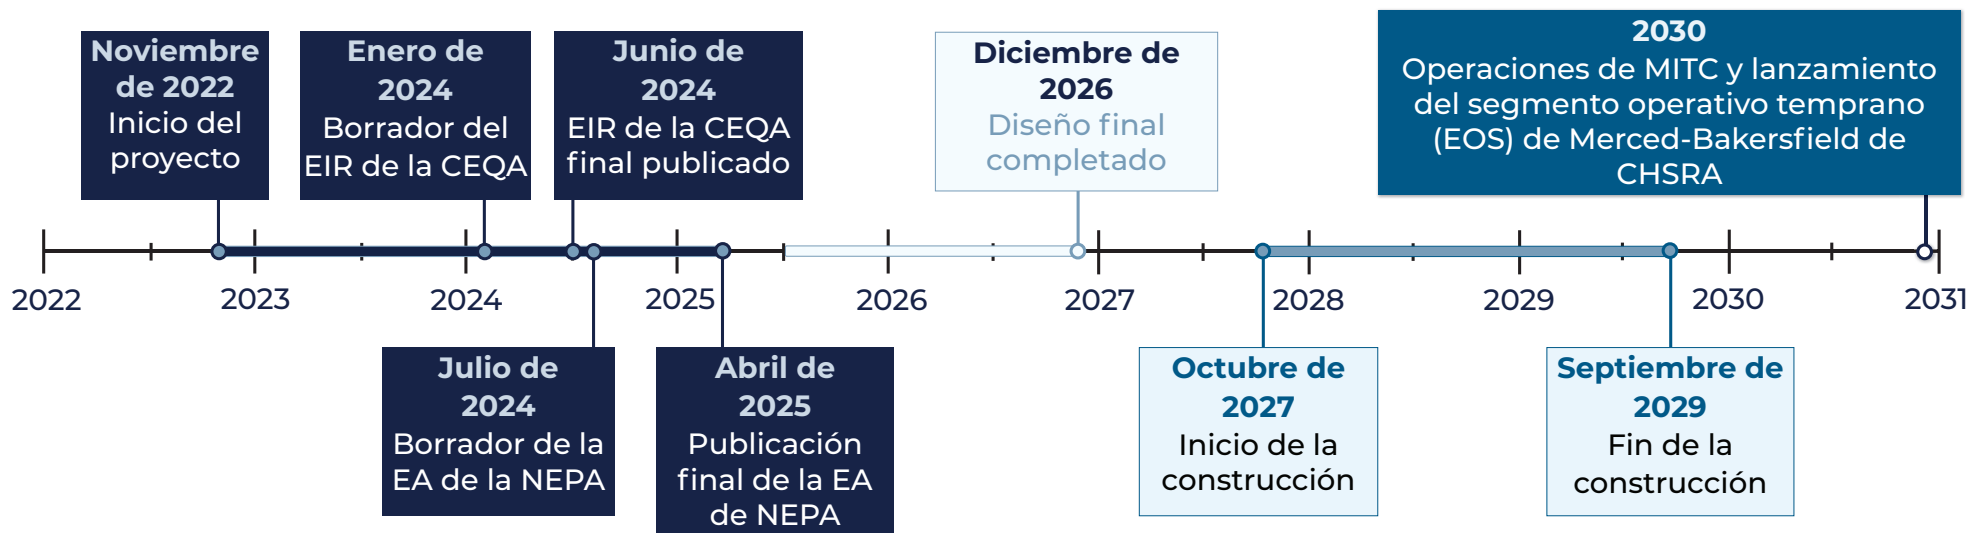 Noviembre
de 2022
Inicio del
proyecto
Enero de
2024
Borrador del
EIR de la CEQA
Junio de
2024
EIR de la CEQA
final publicado
Diciembre de
2026
Diseño final
completado
2030
Operaciones de MITC y lanzamiento
del segmento operativo temprano
(EOS) de Merced-Bakersfield de
CHSRA
2022
2023
2024
2025
2026
2027
2028
2029
2030
2031
Julio de
2024
Borrador de la
EA de la NEPA
Abril de
2025
Publicación
final de la EA
de NEPA
Octubre de
2027
Inicio de la
construcción
Septiembre de
2029
Fin de la
construcción